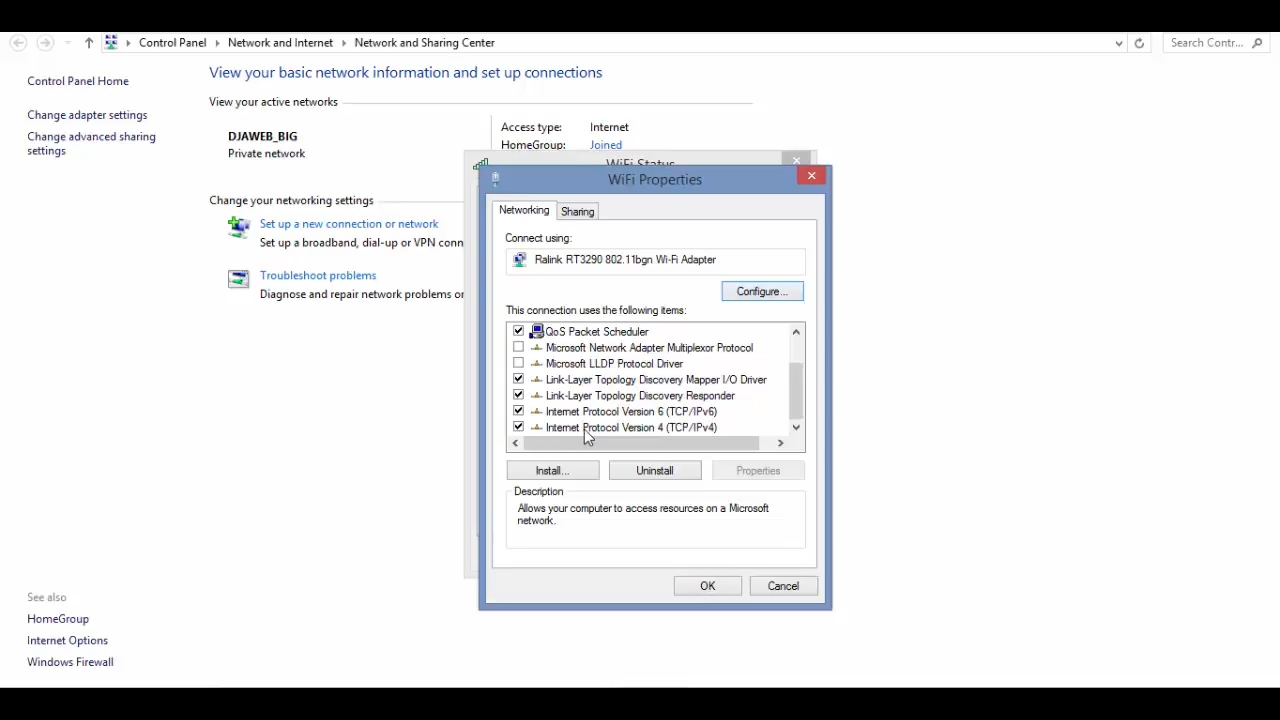 Control Panel Network and Internet Network and Sharing Center Search Contr...
Control Panel Home
Change adapter settings
Change advanced sharing
settings
View your basic network information and set up connections
View your active networks
DJAWEB_BIG
Private network
Access type: Internet
HomeGroup: Joined
Change your networking settings
Set up a new connection or network
Set up a broadband, dial-up or VPN conn
Troubleshoot problems
Diagnose and repair network problems or
See also
HomeGroup
Internet Options
Windows Firewall
WiFi Status
WiFi Properties
Networking Sharing
Connect using:
Ralink RT3290 802.11bgn Wi-Fi Adapter
Configure...
This connection uses the following items:
QoS Packet Scheduler
Microsoft Network Adapter Multiplexor Protocol
Microsoft LLDP Protocol Driver
Link-Layer Topology Discovery Mapper I/O Driver
Link-Layer Topology Discovery Responder
Internet Protocol Version 6 (TCP/IPv6)
Internet Protocol Version 4 (TCP/IPv4)
Install... Uninstall Properties
Description
Allows your computer to access resources on a Microsoft
network.
OK Cancel